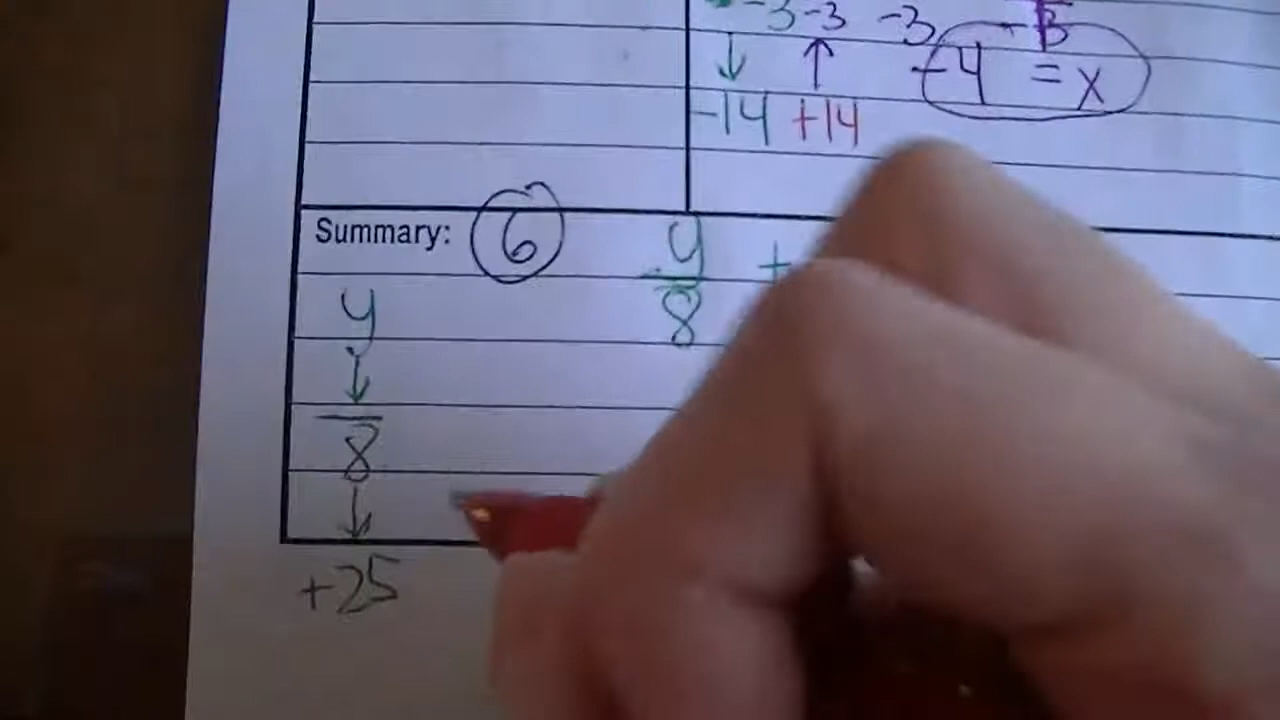 -3 -3 -3
-4 = x
-14 +14
Summary: 6 y/8 +
y
↓
/8
↓
+25